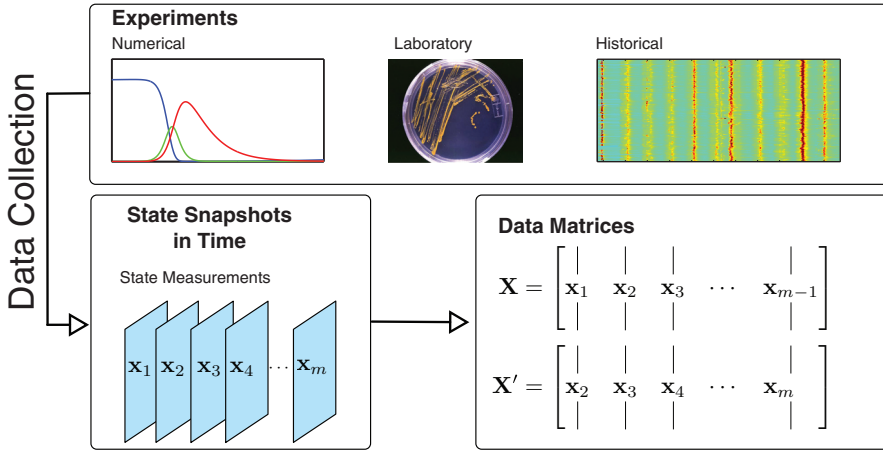 Data Collection
Experiments
Numerical
Laboratory
Historical
State Snapshots
in Time
State Measurements
x₁ x₂ x₃ x₄ ... xₘ
Data Matrices
X = [x₁ x₂ x₃ ⋯ xₘ₋₁]
X′ = [x₂ x₃ x₄ ⋯ xₘ]